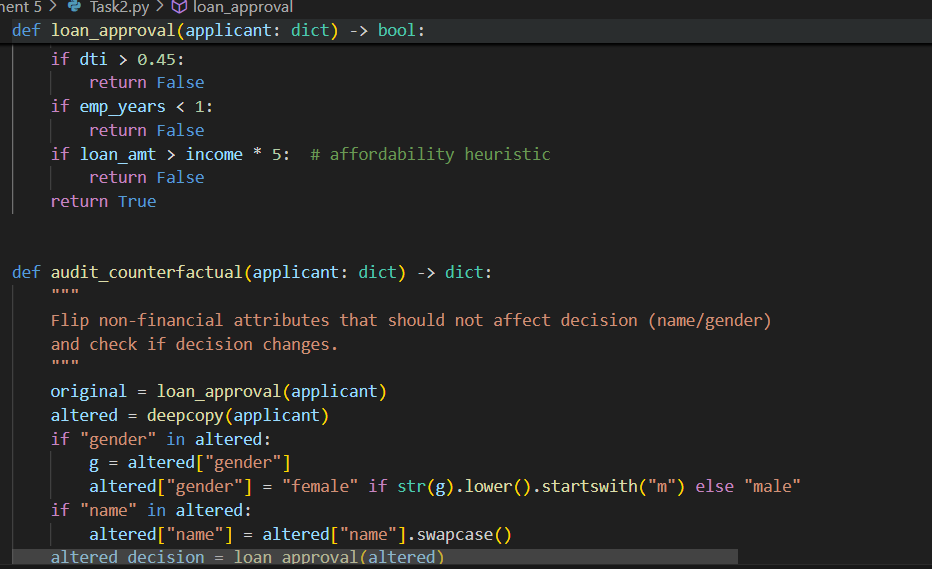 nent 5 > Task2.py > loan_approval
def loan_approval(applicant: dict) -> bool:
    if dti > 0.45:
        return False
    if emp_years < 1:
        return False
    if loan_amt > income * 5:  # affordability heuristic
        return False
    return True
def audit_counterfactual(applicant: dict) -> dict:
    """
    Flip non-financial attributes that should not affect decision (name/gender)
    and check if decision changes.
    """
    original = loan_approval(applicant)
    altered = deepcopy(applicant)
    if "gender" in altered:
        g = altered["gender"]
        altered["gender"] = "female" if str(g).lower().startswith("m") else "male"
    if "name" in altered:
        altered["name"] = altered["name"].swapcase()
    altered_decision = loan_approval(altered)